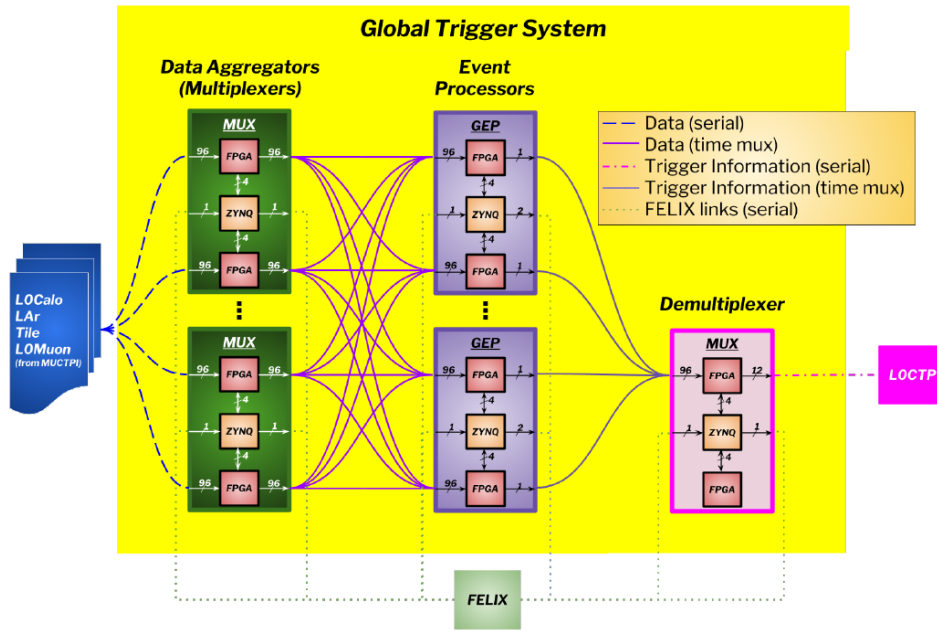 Global Trigger System
Data Aggregators
(Multiplexers)
Event
Processors
MUX
96
FPGA
96
4
1
ZYNQ
1
4
96
FPGA
96
MUX
96
FPGA
96
4
1
ZYNQ
1
4
96
FPGA
96
GEP
96
FPGA
1
4
1
ZYNQ
2
4
96
FPGA
1
GEP
96
FPGA
1
4
1
ZYNQ
2
4
96
FPGA
1
Data (serial)
Data (time mux)
Trigger Information (serial)
Trigger Information (time mux)
FELIX links (serial)
L0Calo
LAr
Tile
L0Muon
(from MUCTPI)
Demultiplexer
MUX
96
FPGA
12
4
1
ZYNQ
1
4
FPGA
L0CTP
FELIX